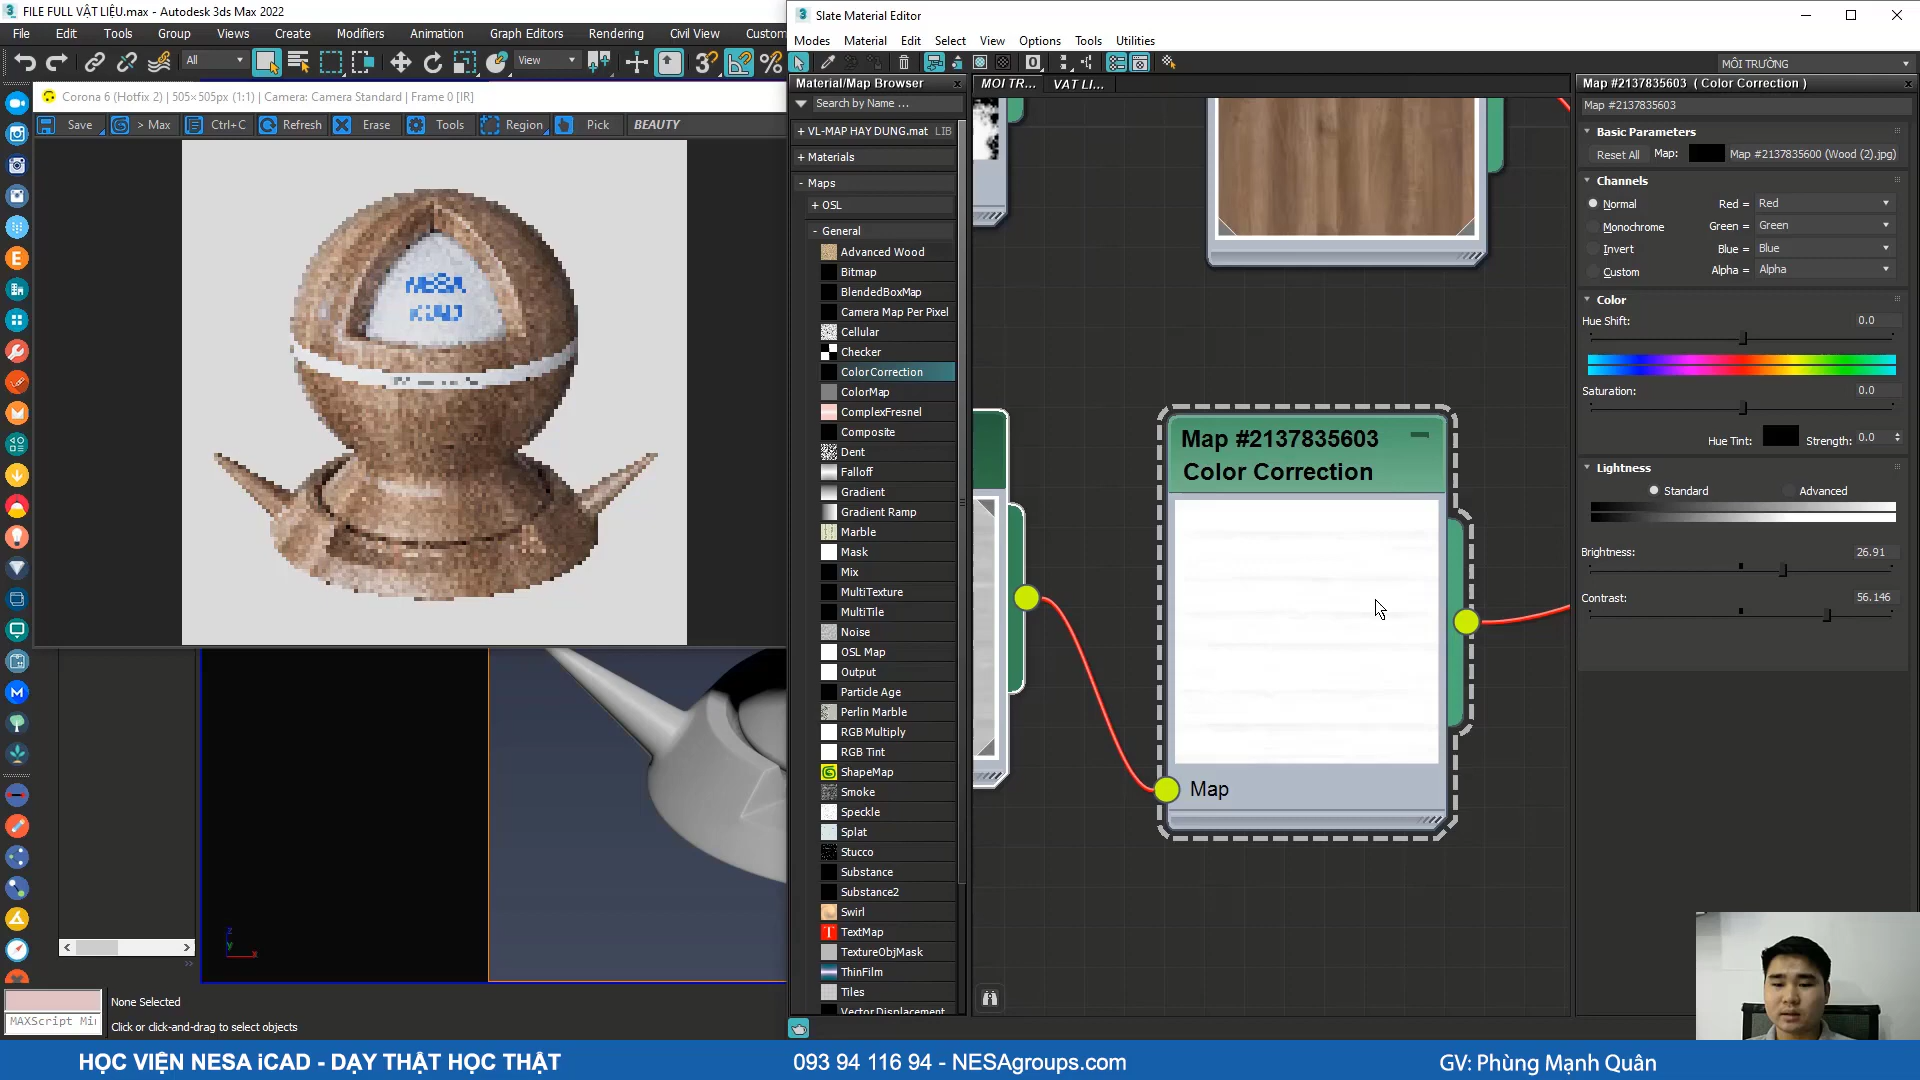 FILE FULL VẬT LIỆU.max - Autodesk 3ds Max 2022
File Edit Tools Group Views Create Modifiers Animation Graph Editors Rendering Civil View Custom
All
View
Corona 6 (Hotfix 2) | 505×505px (1:1) | Camera: Camera Standard | Frame 0 [IR]
Save > Max Ctrl+C Refresh Erase Tools Region Pick BEAUTY
NESA
iCAD
Slate Material Editor
Modes Material Edit Select View Options Tools Utilities
MÔI TRƯỜNG
Material/Map Browser
MOI TR... VAT LI...
Search by Name ...
+ VL-MAP HAY DUNG.mat LIB
+ Materials
- Maps
+ OSL
- General
Advanced Wood
Bitmap
BlendedBoxMap
Camera Map Per Pixel
Cellular
Checker
Color Correction
ColorMap
ComplexFresnel
Composite
Dent
Falloff
Gradient
Gradient Ramp
Marble
Mask
Mix
MultiTexture
MultiTile
Noise
OSL Map
Output
Particle Age
Perlin Marble
RGB Multiply
RGB Tint
ShapeMap
Smoke
Speckle
Splat
Stucco
Substance
Substance2
Swirl
TextMap
TextureObjMask
ThinFilm
Tiles
Vector Displacement
Map #2137835603
Color Correction
Map
Map #2137835603 ( Color Correction )
Map #2137835603
Basic Parameters
Reset All Map: Map #2137835600 (Wood (2).jpg)
Channels
Normal Red = Red
Monochrome Green = Green
Invert Blue = Blue
Custom Alpha = Alpha
Color
Hue Shift: 0.0
Saturation: 0.0
Hue Tint: Strength: 0.0
Lightness
Standard Advanced
Brightness: 26.91
Contrast: 56.146
z
y
x
None Selected
MAXScript Mi
Click or click-and-drag to select objects
HỌC VIỆN NESA iCAD - DẠY THẬT HỌC THẬT
093 94 116 94 - NESAgroups.com
GV: Phùng Mạnh Quân